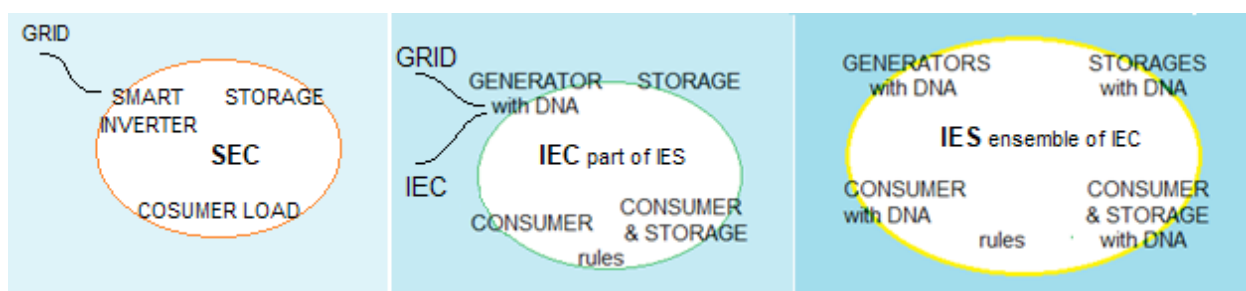 GRID
SMART STORAGE
INVERTER
SEC
COSUMER LOAD
GRID
GENERATOR STORAGE
with DNA
IEC part of IES
IEC
CONSUMER CONSUMER
& STORAGE
rules
GENERATORS STORAGES
with DNA with DNA
IES ensemble of IEC
CONSUMER CONSUMER
with DNA & STORAGE
rules with DNA